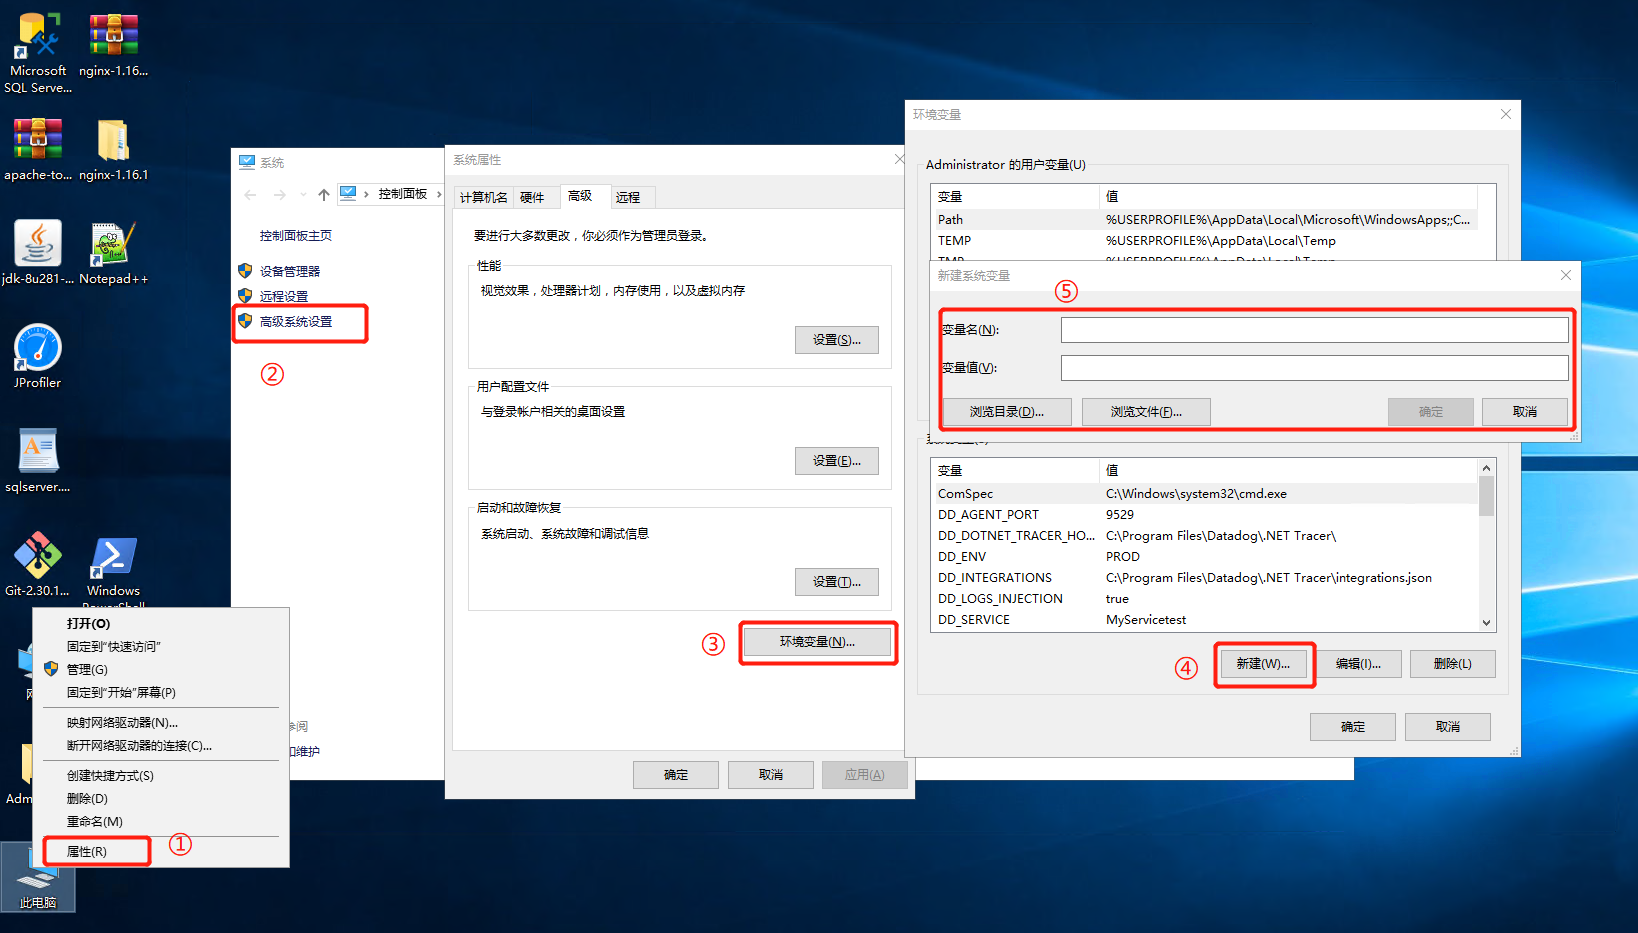 Microsoft
SQL Serve...
nginx-1.16...
apache-to...
nginx-1.16.1
jdk-8u281-...
Notepad++
JProfiler
sqlserver....
Git-2.30.1...
Windows
PowerShell
打开(O)
固定到"快速访问"
管理(G)
固定到"开始"屏幕(P)
映射网络驱动器(N)...
断开网络驱动器的连接(C)...
创建快捷方式(S)
删除(D)
重命名(M)
属性(R)
①
Adm
此电脑
系统
控制面板
控制面板主页
设备管理器
远程设置
高级系统设置
②
参阅
和维护
系统属性
计算机名
硬件
高级
远程
要进行大多数更改，你必须作为管理员登录。
性能
视觉效果，处理器计划，内存使用，以及虚拟内存
设置(S)...
用户配置文件
与登录帐户相关的桌面设置
设置(E)...
启动和故障恢复
系统启动、系统故障和调试信息
设置(T)...
③
环境变量(N)...
确定
取消
应用(A)
环境变量
Administrator 的用户变量(U)
变量 值
Path %USERPROFILE%\AppData\Local\Microsoft\WindowsApps;;C...
TEMP %USERPROFILE%\AppData\Local\Temp
TMP %USERPROFILE%\AppData\Local\Temp
新建系统变量
⑤
变量名(N):
变量值(V):
浏览目录(D)...
浏览文件(F)...
确定
取消
系统变量(S)
变量 值
ComSpec C:\Windows\system32\cmd.exe
DD_AGENT_PORT 9529
DD_DOTNET_TRACER_HO... C:\Program Files\Datadog\.NET Tracer\
DD_ENV PROD
DD_INTEGRATIONS C:\Program Files\Datadog\.NET Tracer\integrations.json
DD_LOGS_INJECTION true
DD_SERVICE MyServicetest
④
新建(W)...
编辑(I)...
删除(L)
确定
取消